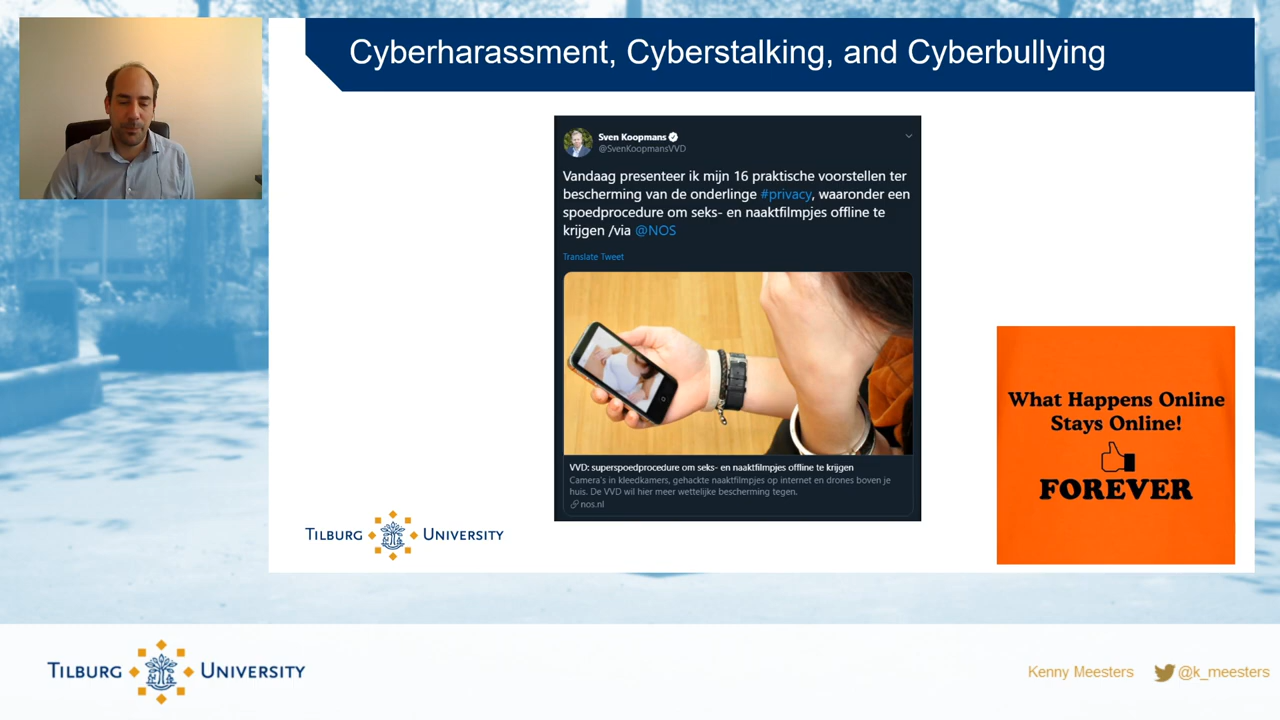 Cyberharassment, Cyberstalking, and Cyberbullying
Sven Koopmans
@SvenKoopmansVVD
Vandaag presenteer ik mijn 16 praktische voorstellen ter
bescherming van de onderlinge #privacy, waaronder een
spoedprocedure om seks- en naaktfilmpjes offline te
krijgen /via @NOS
Translate Tweet
VVD: superspoedprocedure om seks- en naaktfilmpjes offline te krijgen
Camera's in kleedkamers, gehackte naaktfilmpjes op internet en drones boven je
huis. De VVD wil hier meer wettelijke bescherming tegen.
nos.nl
What Happens Online
Stays Online!
FOREVER
TILBURG UNIVERSITY
TILBURG UNIVERSITY
Kenny Meesters @k_meesters